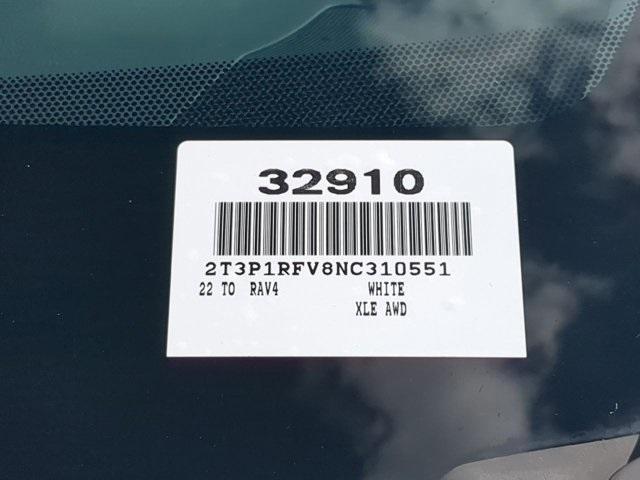 32910
2T3P1RFV8NC310551
22 TO RAV4 WHITE
XLE AWD